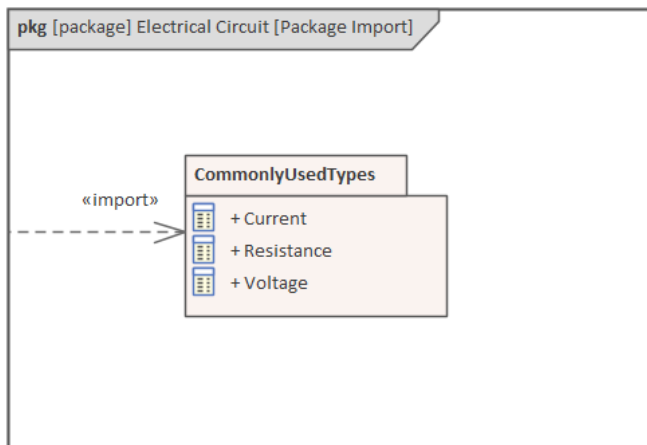 pkg [package] Electrical Circuit [Package Import]
CommonlyUsedTypes
«import»
+ Current
+ Resistance
+ Voltage